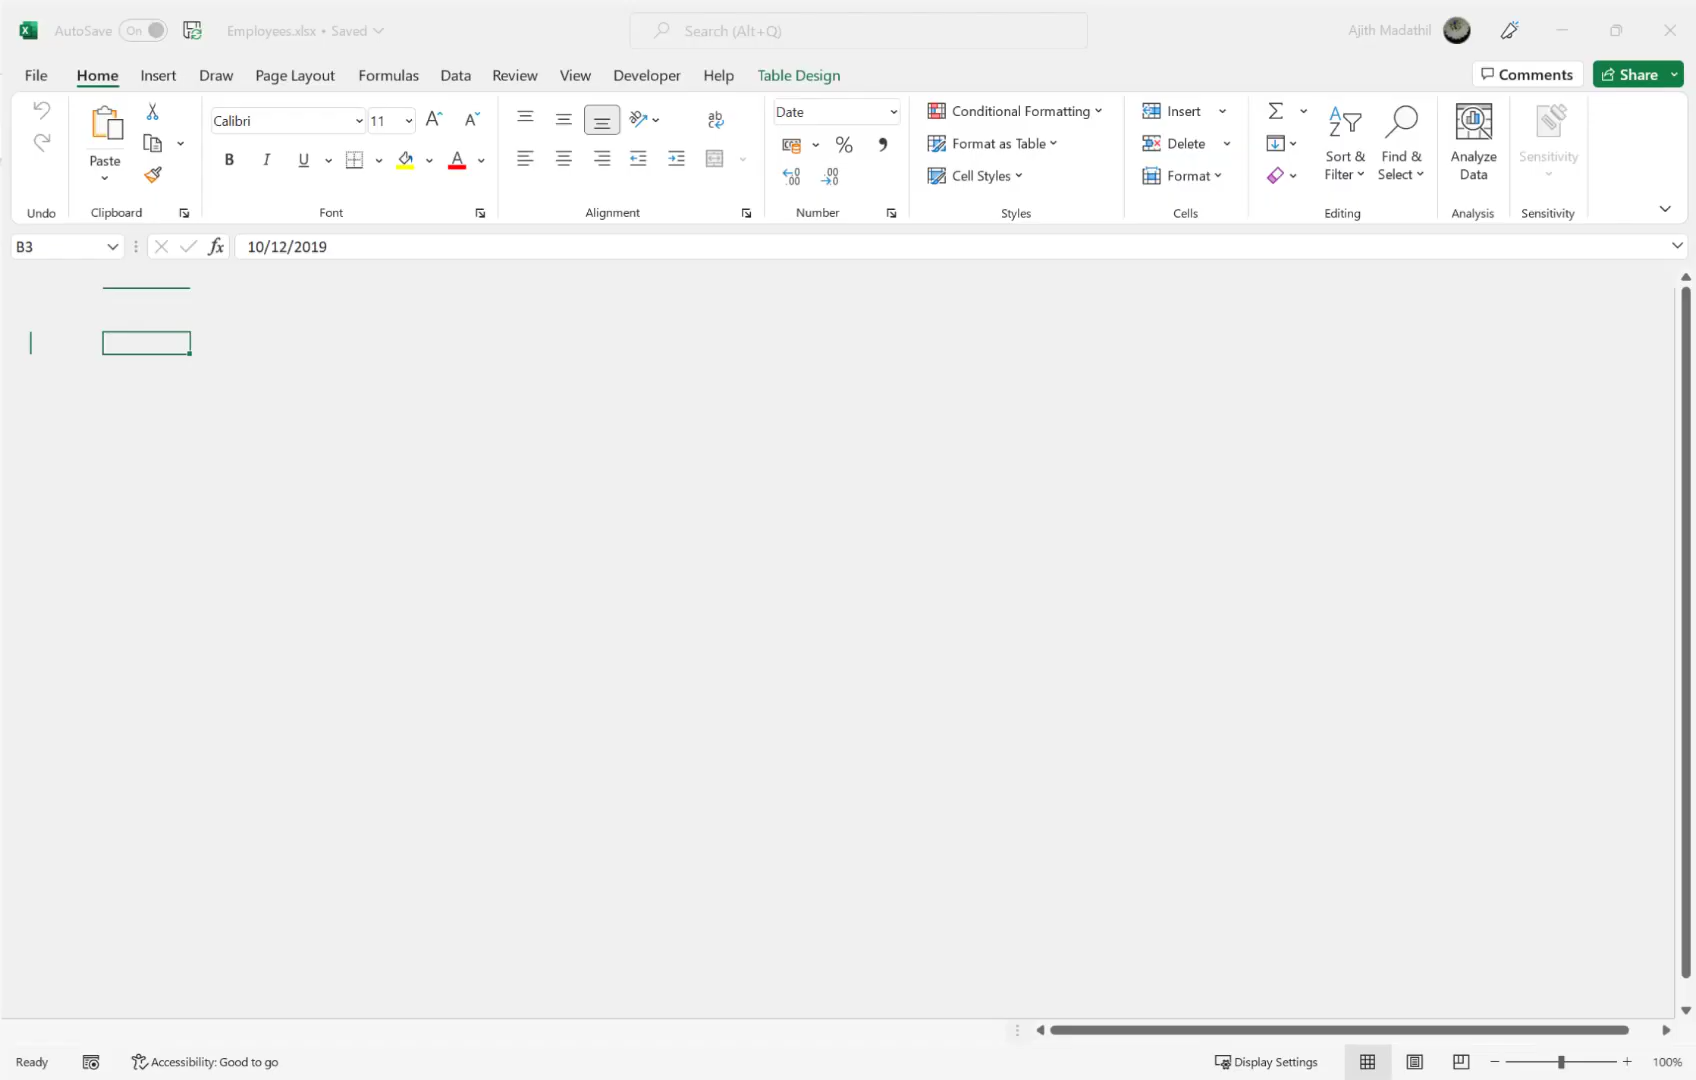 AutoSave On Employees.xlsx • Saved Search (Alt+Q) Ajith Madathil
File Home Insert Draw Page Layout Formulas Data Review View Developer Help Table Design Comments Share
Calibri 11 Date Conditional Formatting Insert
Format as Table Delete
Paste B I U A % Sort & Find & Analyze Sensitivity
Cell Styles Format Filter Select Data
Undo Clipboard Font Alignment Number Styles Cells Editing Analysis Sensitivity
B3 fx 10/12/2019
Ready Accessibility: Good to go Display Settings 100%